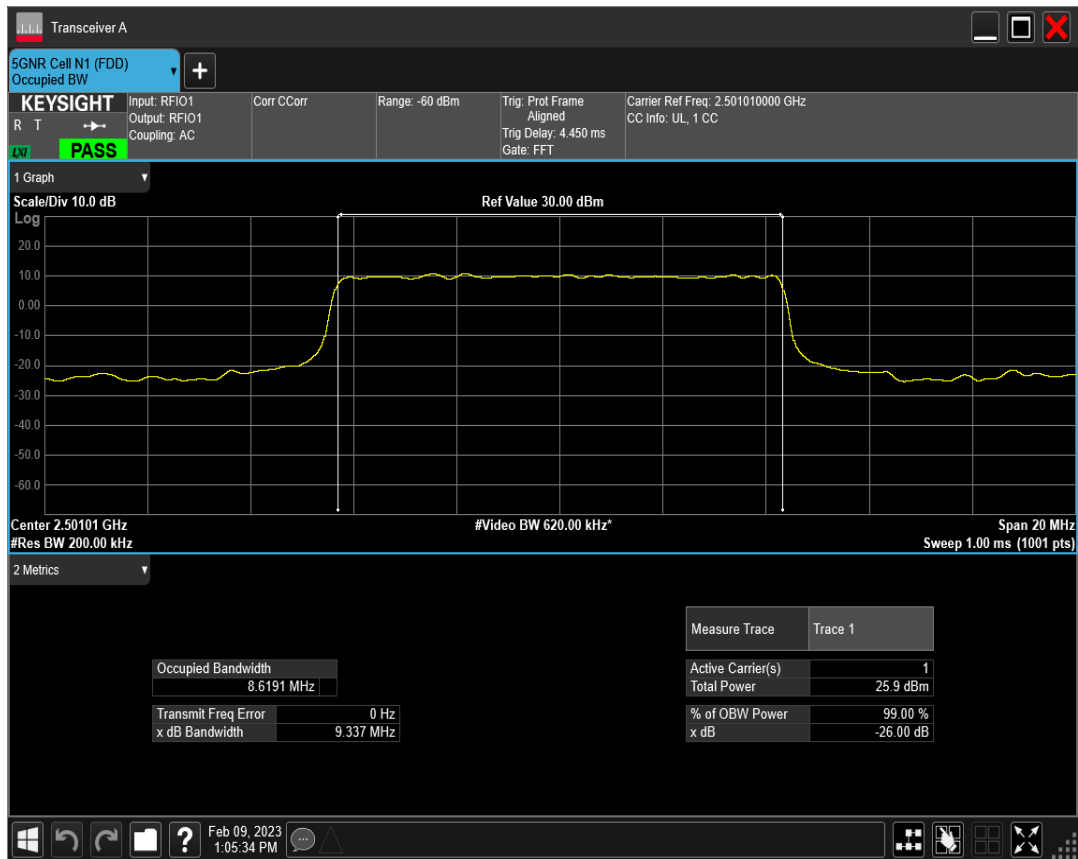 Transceiver A
5GNR Cell N1 (FDD)
Occupied BW
KEYSIGHT
R T
LXI
PASS
Input: RFIO1
Output: RFIO1
Coupling: AC
Corr CCorr
Range: -60 dBm
Trig: Prot Frame
Aligned
Trig Delay: 4.450 ms
Gate: FFT
Carrier Ref Freq: 2.501010000 GHz
CC Info: UL, 1 CC
1 Graph
Scale/Div 10.0 dB
Ref Value 30.00 dBm
Log
20.0
10.0
0.00
-10.0
-20.0
-30.0
-40.0
-50.0
-60.0
Center 2.50101 GHz
#Video BW 620.00 kHz*
Span 20 MHz
#Res BW 200.00 kHz
Sweep 1.00 ms (1001 pts)
2 Metrics
Measure Trace Trace 1
Occupied Bandwidth
8.6191 MHz
Active Carrier(s) 1
Total Power 25.9 dBm
Transmit Freq Error 0 Hz
x dB Bandwidth 9.337 MHz
% of OBW Power 99.00 %
x dB -26.00 dB
Feb 09, 2023
1:05:34 PM